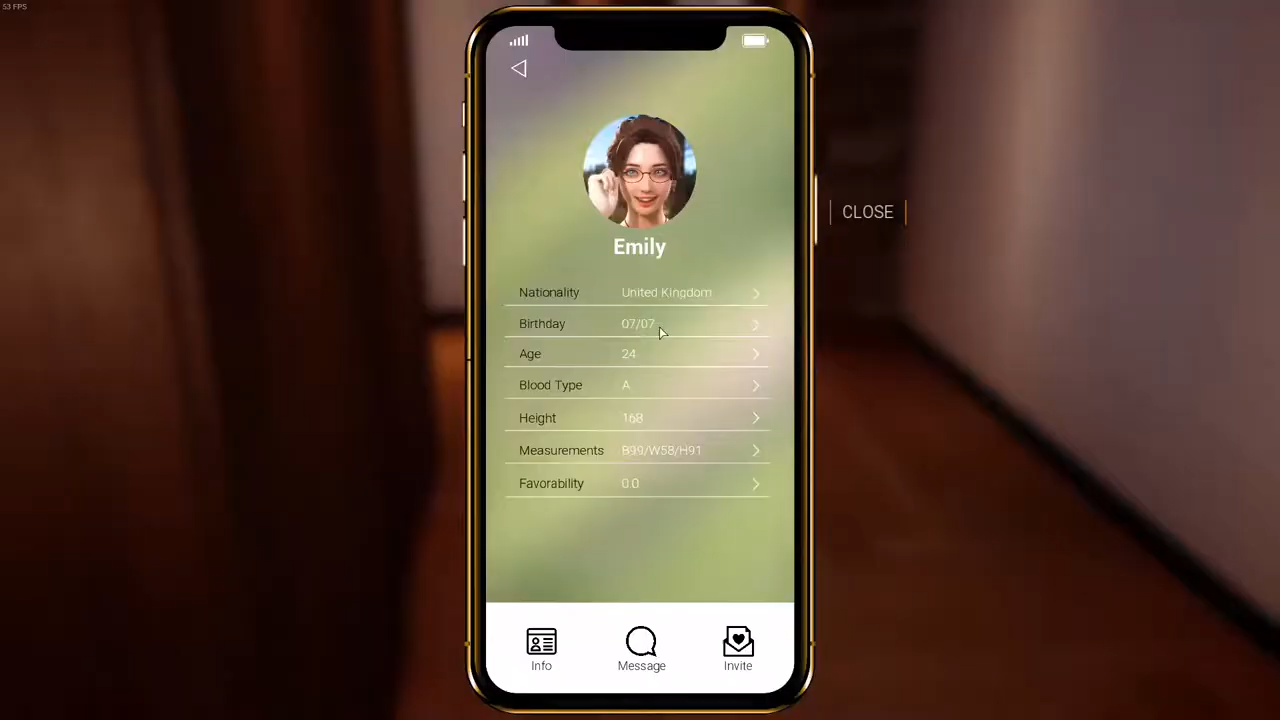 53 FPS
CLOSE
Emily
Nationality United Kingdom
Birthday 07/07
Age 24
Blood Type A
Height 168
Measurements B99/W58/H91
Favorability 0.0
Info Message Invite